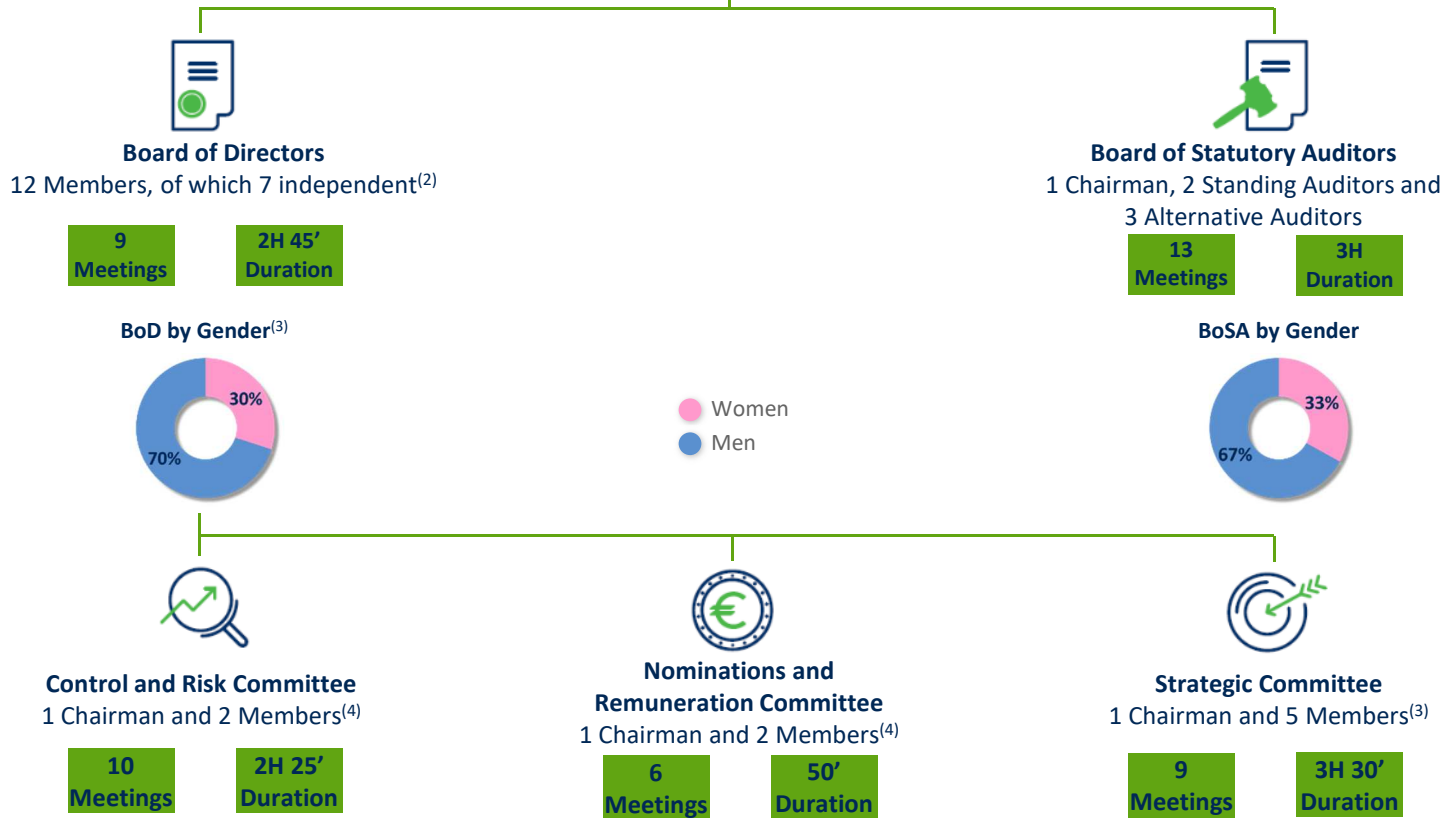 Board of Directors
12 Members, of which 7 independent(2)
9
Meetings
2H 45’
Duration
BoD by Gender(3)
30%
70%
Board of Statutory Auditors
1 Chairman, 2 Standing Auditors and
3 Alternative Auditors
13
Meetings
3H
Duration
BoSA by Gender
33%
67%
Women
Men
Control and Risk Committee
1 Chairman and 2 Members(4)
10
Meetings
2H 25’
Duration
Nominations and
Remuneration Committee
1 Chairman and 2 Members(4)
6
Meetings
50’
Duration
Strategic Committee
1 Chairman and 5 Members(3)
9
Meetings
3H 30’
Duration